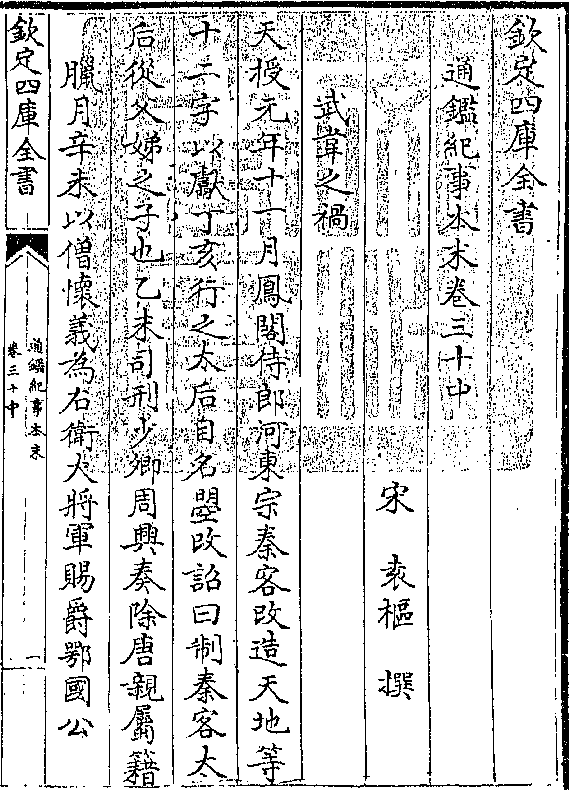 欽定四庫全書
通鑑紀事本末卷三十中
宋 袁樞 撰
武韋之禍
天授元年十一月鳳閣侍郎河東宗秦客改造天地等
十二字以獻丁亥行之太后自名曌改詔曰制秦客太
后從父娣之子也乙未司刑少卿周興奏除唐親屬籍
臘月辛未以僧懷義為右衛大將軍賜爵鄂國公
欽定四庫全書
通鑑紀事本末
卷三十中
一